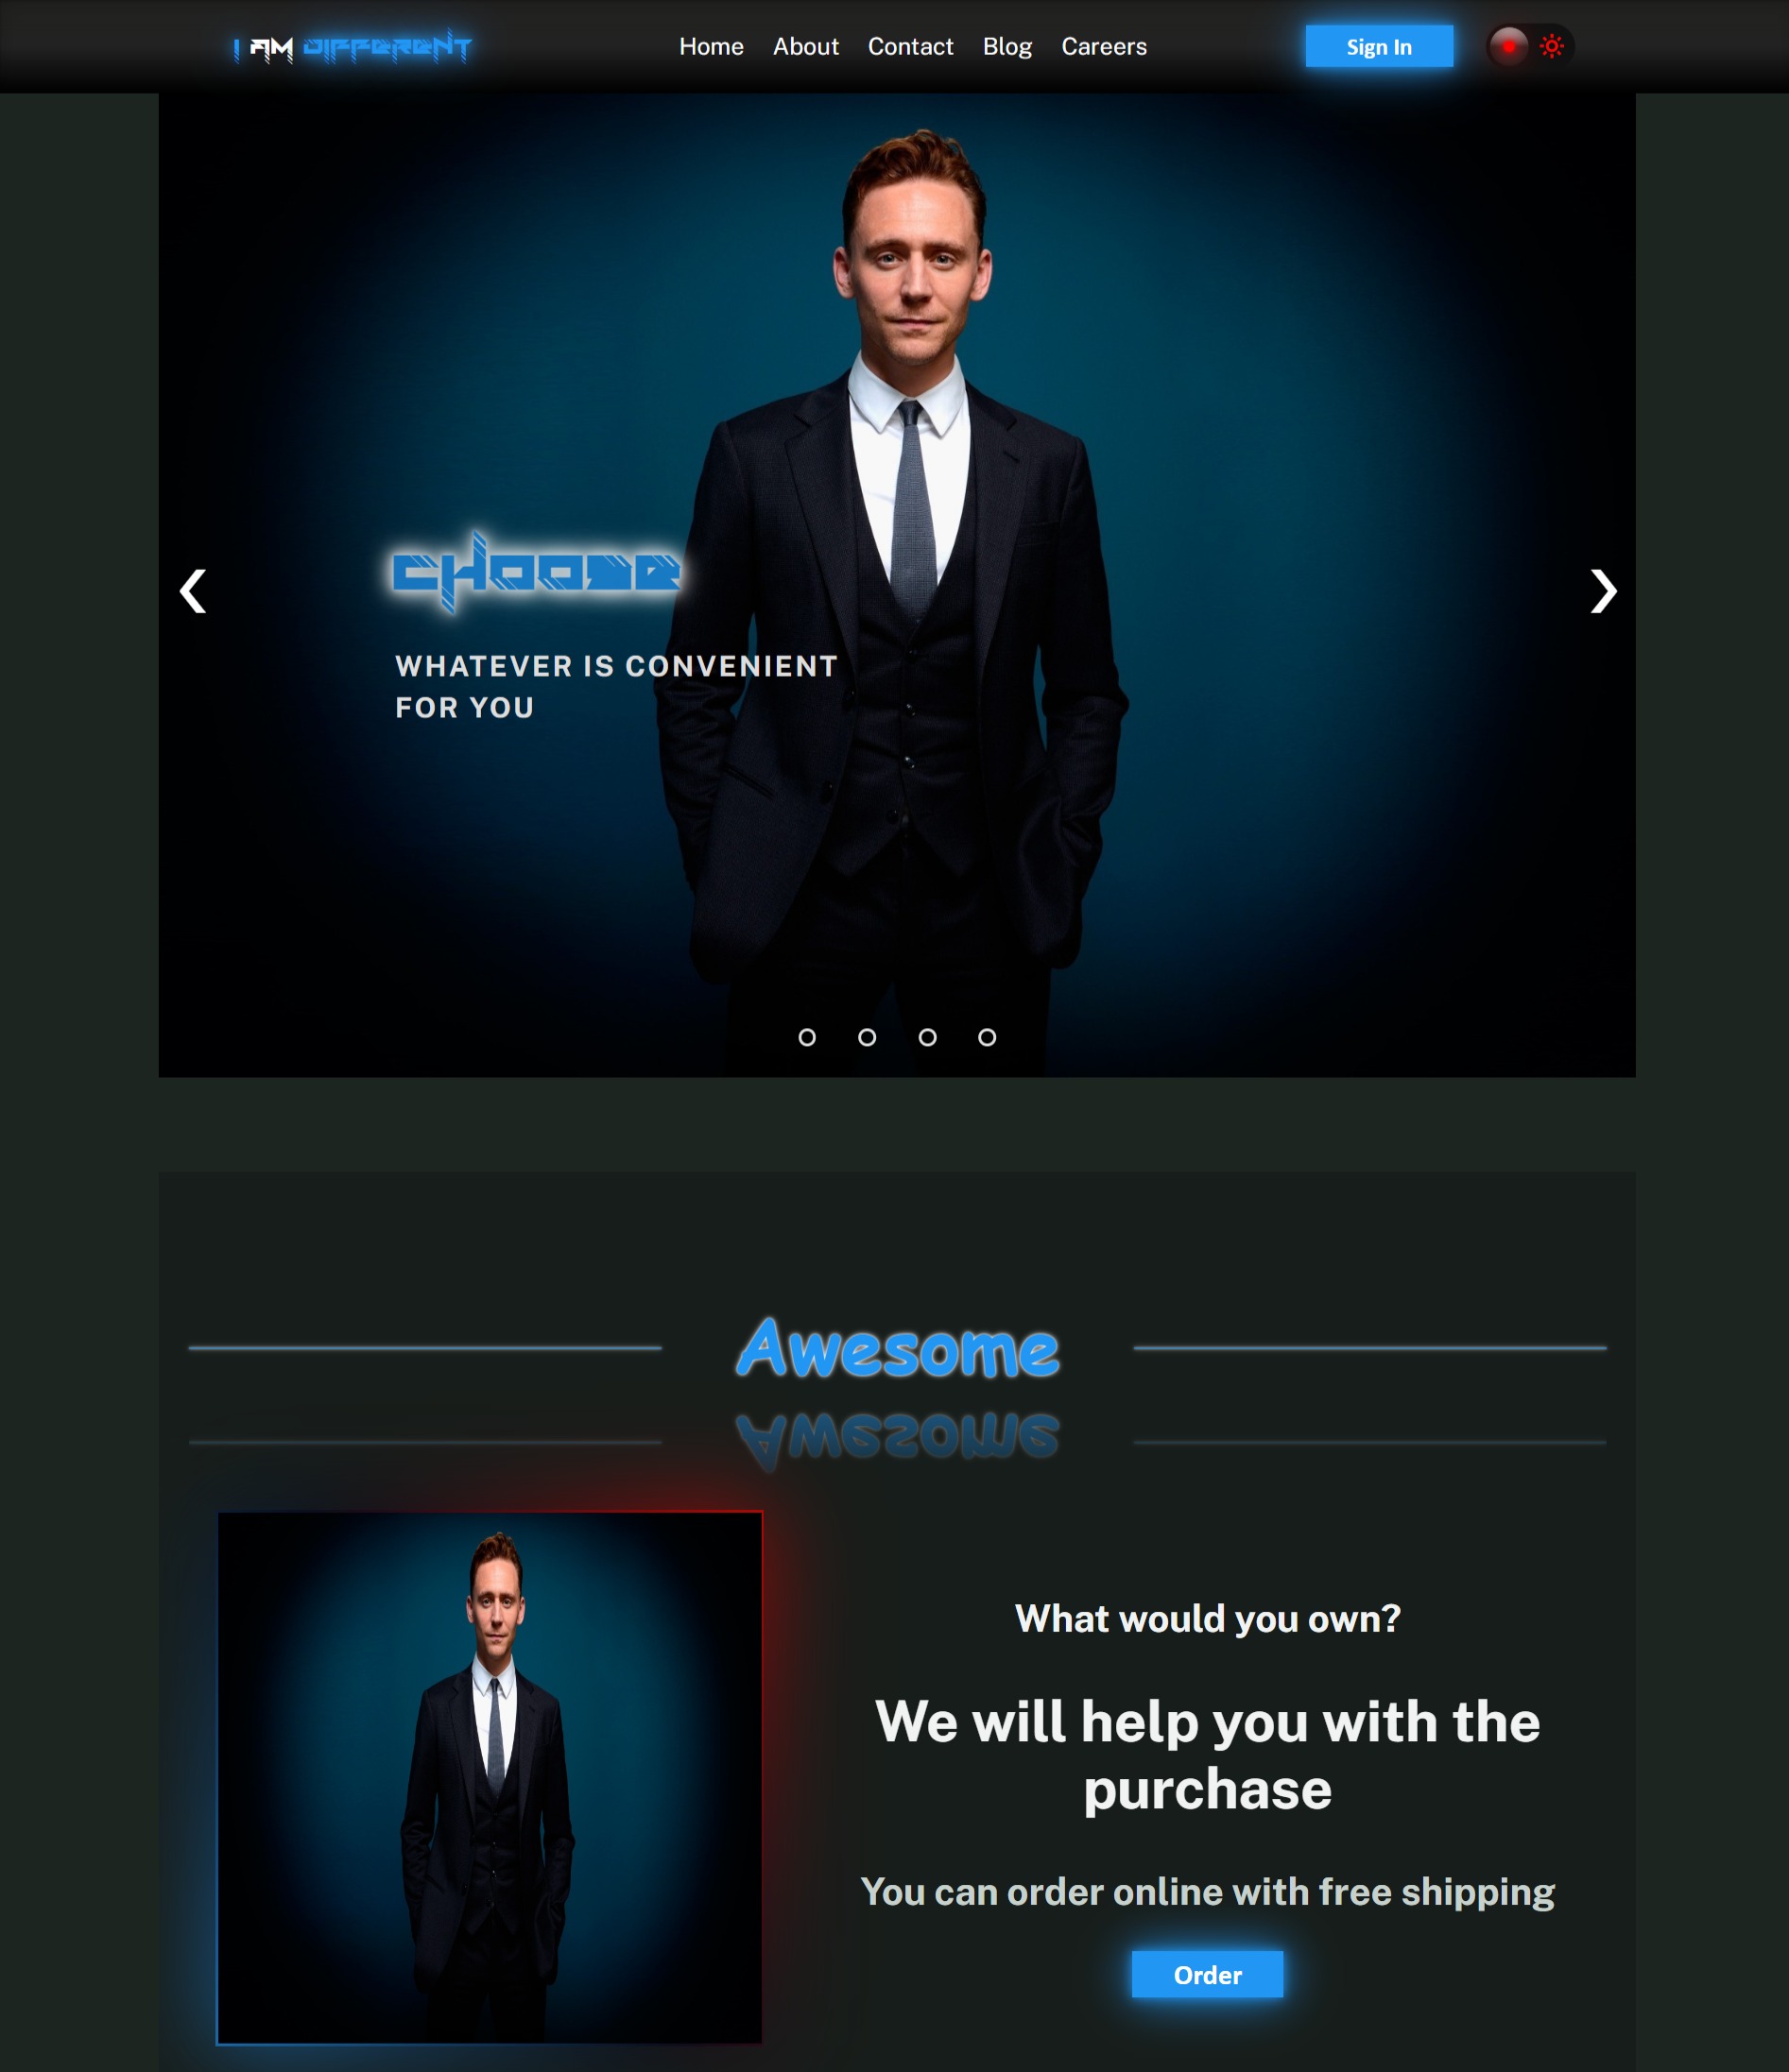 I AM DIFFERENT
Home About Contact Blog Careers
Sign In
CHOOSE
WHATEVER IS CONVENIENT
FOR YOU
Awesome
Awesome
What would you own?
We will help you with the
purchase
You can order online with free shipping
Order